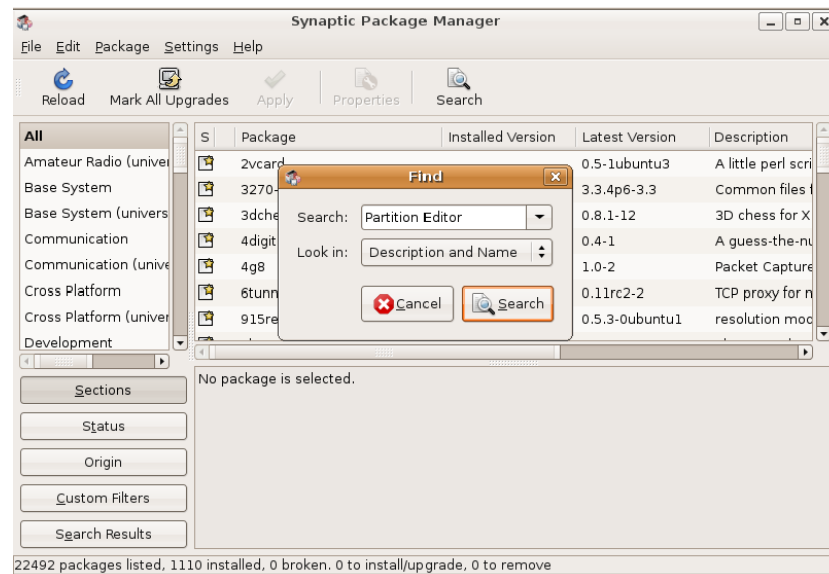 Synaptic Package Manager
File Edit Package Settings Help
Reload Mark All Upgrades Apply Properties Search
All
Amateur Radio (univer
Base System
Base System (univers
Communication
Communication (unive
Cross Platform
Cross Platform (univer
Development
S Package Installed Version Latest Version Description
2vcard 0.5-1ubuntu3 A little perl scri
3270- 3.3.4p6-3.3 Common files f
3dche 0.8.1-12 3D chess for X
4digit 0.4-1 A guess-the-nu
4g8 1.0-2 Packet Capture
6tunn 0.11rc2-2 TCP proxy for n
915re 0.5.3-0ubuntu1 resolution mod
Find
Search: Partition Editor
Look in: Description and Name
Cancel Search
No package is selected.
Sections
Status
Origin
Custom Filters
Search Results
22492 packages listed, 1110 installed, 0 broken. 0 to install/upgrade, 0 to remove